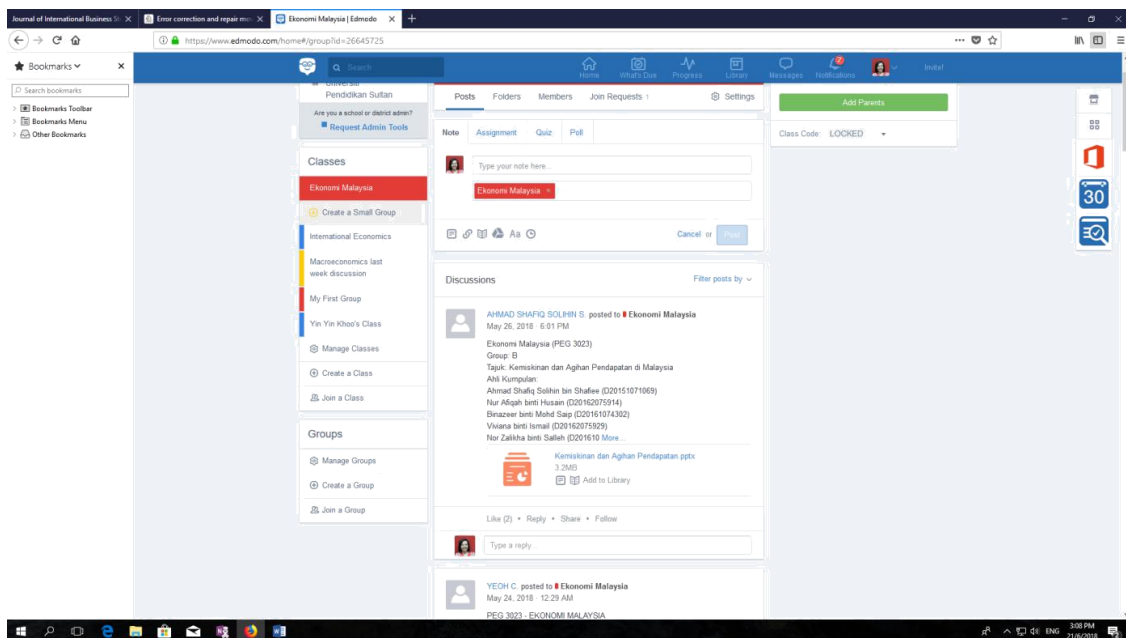 Journal of International Business St
Error correction and repair mo
Ekonomi Malaysia | Edmodo
https://www.edmodo.com/home#/group?id=26645725
Bookmarks
Search bookmarks
Bookmarks Toolbar
Bookmarks Menu
Other Bookmarks
Search
Home
What's Due
Progress
Library
Messages
2
Notifications
Invite!
Universiti
Pendidikan Sultan
Are you a school or district admin?
Request Admin Tools
Classes
Ekonomi Malaysia
Create a Small Group
International Economics
Macroeconomics last
week discussion
My First Group
Yin Yin Khoo's Class
Manage Classes
Create a Class
Join a Class
Groups
Manage Groups
Create a Group
Join a Group
Posts Folders Members Join Requests 1 Settings
Note Assignment Quiz Poll
Type your note here...
Ekonomi Malaysia ×
Aa
Cancel or Post
Discussions
Filter posts by
AHMAD SHAFIQ SOLIHIN S. posted to Ekonomi Malaysia
May 26, 2018 · 6:01 PM
Ekonomi Malaysia (PEG 3023)
Group: B
Tajuk: Kemiskinan dan Agihan Pendapatan di Malaysia
Ahli Kumpulan:
Ahmad Shafiq Solihin bin Shafiee (D20151071069)
Nur Afiqah binti Husain (D20162075914)
Binazeer binti Mohd Saip (D20161074302)
Viviana binti Ismail (D20162075929)
Nor Zalikha binti Salleh (D201610 More...
Kemiskinan dan Agihan Pendapatan.pptx
3.2MB
Add to Library
Like (2) • Reply • Share • Follow
Type a reply...
YEOH C. posted to Ekonomi Malaysia
May 24, 2018 · 12:29 AM
PEG 3023 - EKONOMI MALAYSIA
Add Parents
Class Code: LOCKED
30
ENG
3:08 PM
21/6/2018